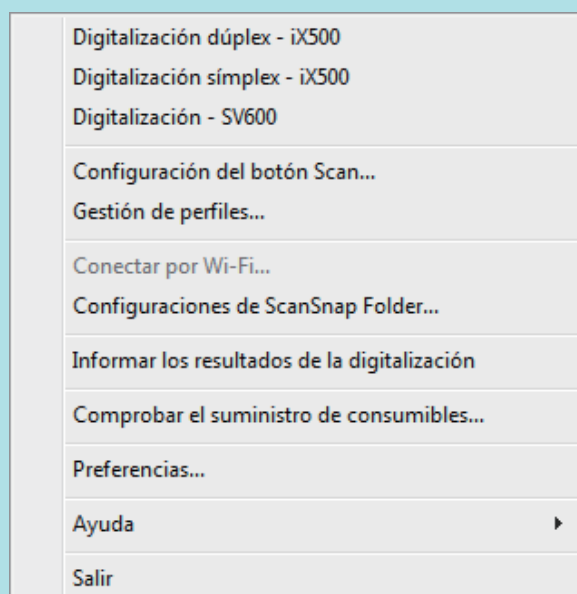 Digitalización dúplex - iX500
Digitalización símplex - iX500
Digitalización - SV600
Configuración del botón Scan...
Gestión de perfiles...
Conectar por Wi-Fi...
Configuraciones de ScanSnap Folder...
Informar los resultados de la digitalización
Comprobar el suministro de consumibles...
Preferencias...
Ayuda
Salir